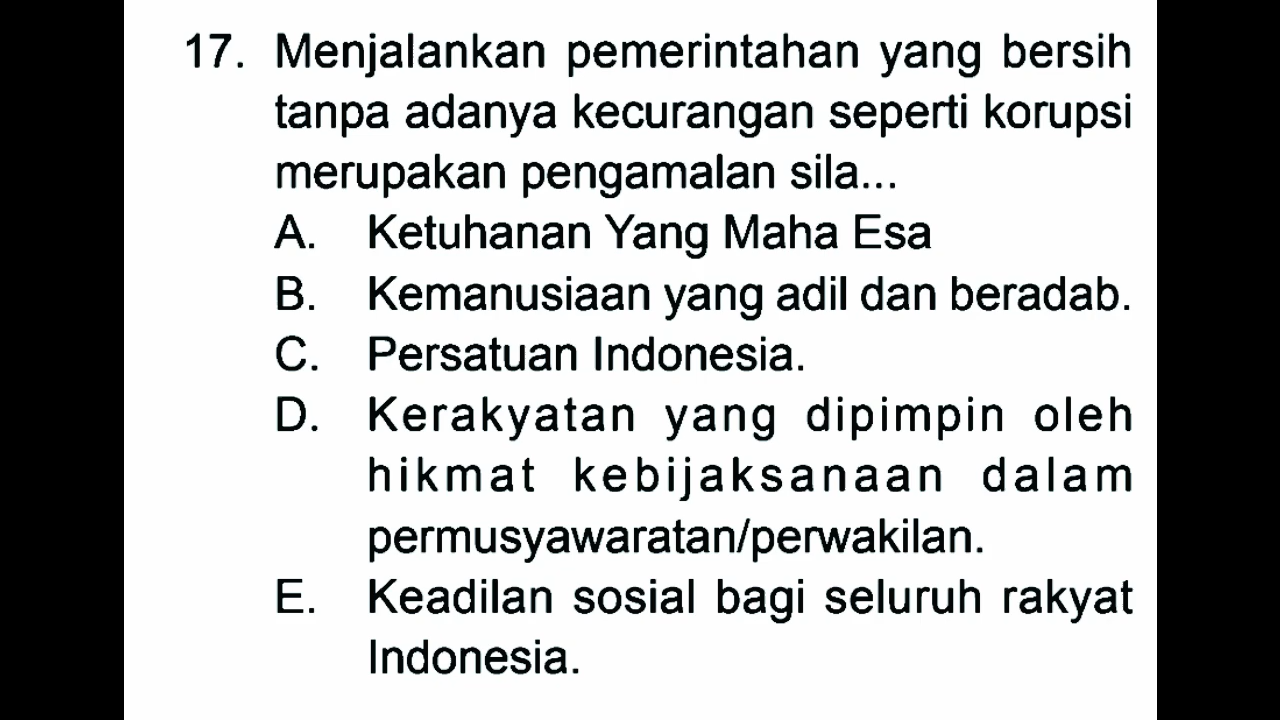 17. Menjalankan pemerintahan yang bersih
tanpa adanya kecurangan seperti korupsi
merupakan pengamalan sila...
A. Ketuhanan Yang Maha Esa
B. Kemanusiaan yang adil dan beradab.
C. Persatuan Indonesia.
D. Kerakyatan yang dipimpin oleh
hikmat kebijaksanaan dalam
permusyawaratan/perwakilan.
E. Keadilan sosial bagi seluruh rakyat
Indonesia.